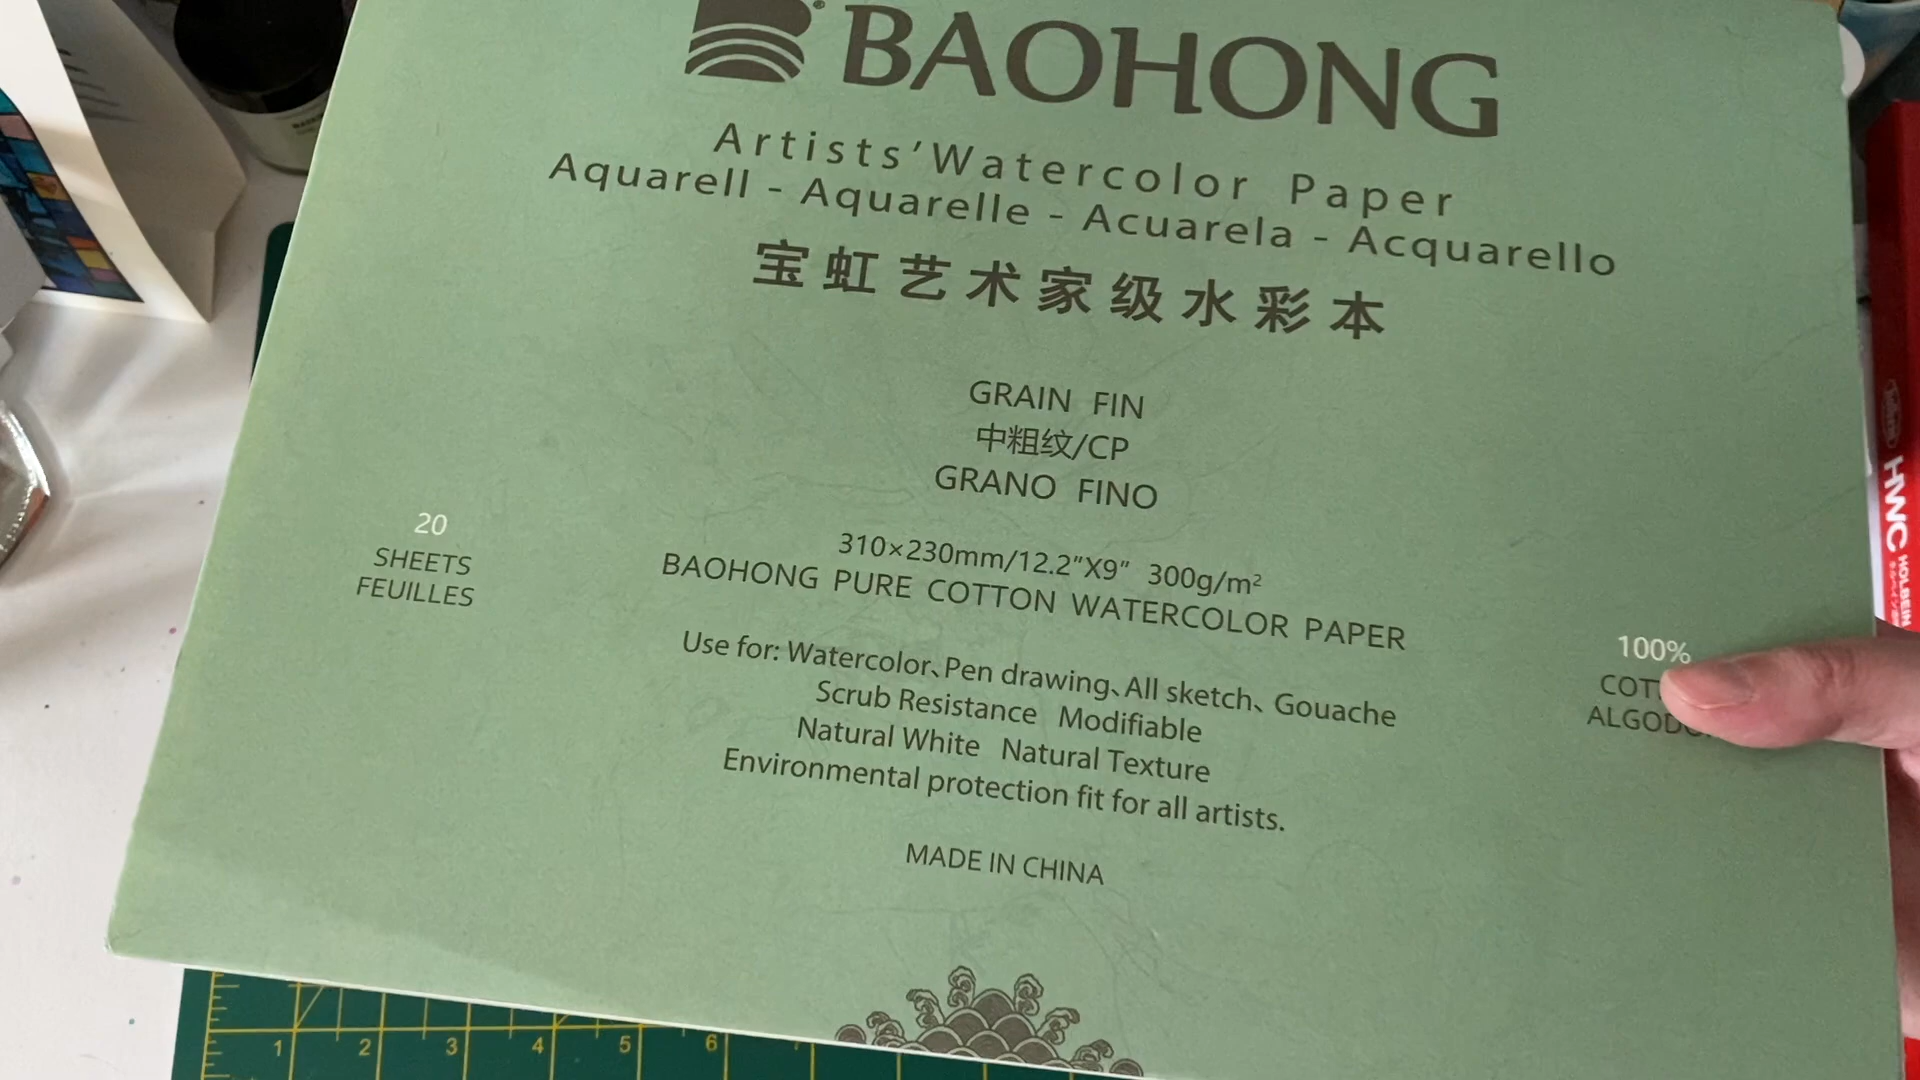 BAOHONG
Artists' Watercolor Paper
Aquarell - Aquarelle - Acuarela - Acquarello
宝虹艺术家级水彩本
GRAIN FIN
中粗纹/CP
GRANO FINO
20
SHEETS
FEUILLES
310×230mm/12.2”X9” 300g/m²
BAOHONG PURE COTTON WATERCOLOR PAPER
100%
Use for: Watercolor、Pen drawing、All sketch、Gouache
Scrub Resistance Modifiable
Natural White Natural Texture
Environmental protection fit for all artists.
MADE IN CHINA
HWC HOLBEIN
1 2 3 4 5 6